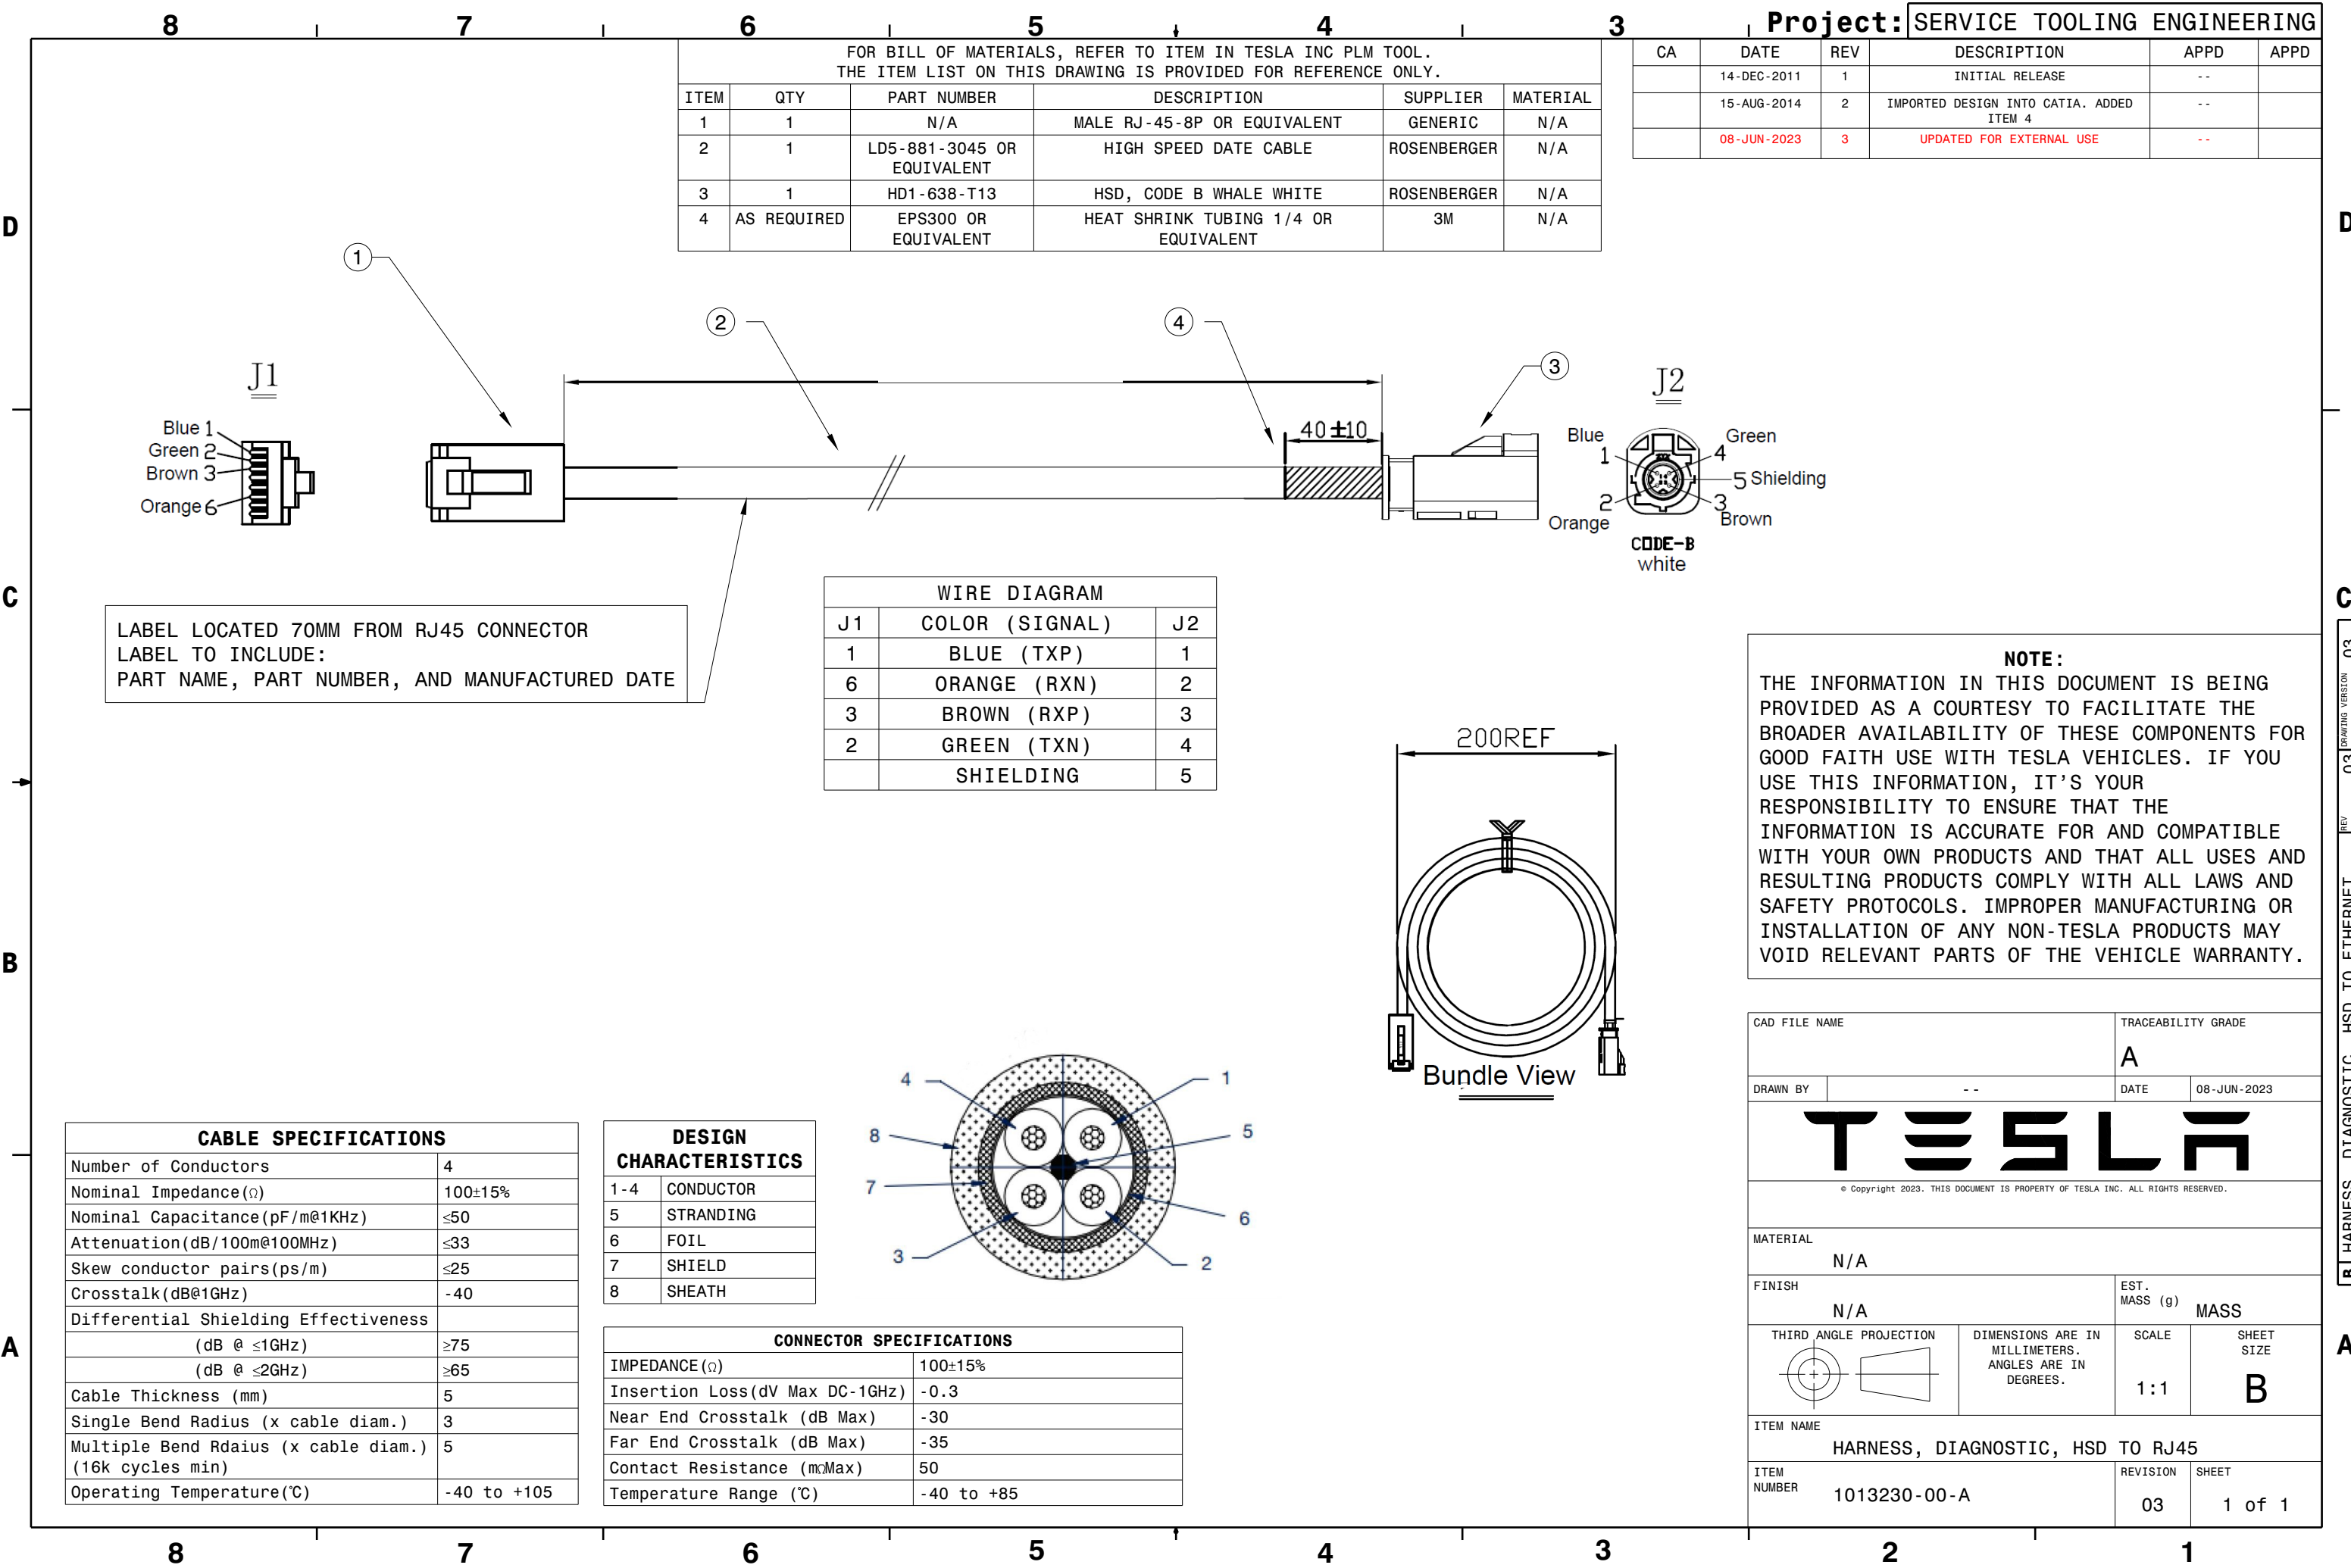 8 7 6 5 4 3
Project: SERVICE TOOLING ENGINEERING
FOR BILL OF MATERIALS, REFER TO ITEM IN TESLA INC PLM TOOL.
THE ITEM LIST ON THIS DRAWING IS PROVIDED FOR REFERENCE ONLY.
ITEM QTY PART NUMBER DESCRIPTION SUPPLIER MATERIAL
1 1 N/A MALE RJ-45-8P OR EQUIVALENT GENERIC N/A
2 1 LD5-881-3045 OR HIGH SPEED DATE CABLE ROSENBERGER N/A
EQUIVALENT
3 1 HD1-638-T13 HSD, CODE B WHALE WHITE ROSENBERGER N/A
4 AS REQUIRED EPS300 OR HEAT SHRINK TUBING 1/4 OR 3M N/A
EQUIVALENT EQUIVALENT
CA DATE REV DESCRIPTION APPD APPD
14-DEC-2011 1 INITIAL RELEASE --
15-AUG-2014 2 IMPORTED DESIGN INTO CATIA. ADDED --
ITEM 4
08-JUN-2023 3 UPDATED FOR EXTERNAL USE --
D D
1
2
4
3
J1
Blue 1
Green 2
Brown 3
Orange 6
40±10
J2
Blue Green
1 4
5 Shielding
2 3
Orange Brown
CODE-B
white
C C
LABEL LOCATED 70MM FROM RJ45 CONNECTOR
LABEL TO INCLUDE:
PART NAME, PART NUMBER, AND MANUFACTURED DATE
WIRE DIAGRAM
J1 COLOR (SIGNAL) J2
1 BLUE (TXP) 1
6 ORANGE (RXN) 2
3 BROWN (RXP) 3
2 GREEN (TXN) 4
SHIELDING 5
NOTE:
THE INFORMATION IN THIS DOCUMENT IS BEING
PROVIDED AS A COURTESY TO FACILITATE THE
BROADER AVAILABILITY OF THESE COMPONENTS FOR
GOOD FAITH USE WITH TESLA VEHICLES. IF YOU
USE THIS INFORMATION, IT'S YOUR
RESPONSIBILITY TO ENSURE THAT THE
INFORMATION IS ACCURATE FOR AND COMPATIBLE
WITH YOUR OWN PRODUCTS AND THAT ALL USES AND
RESULTING PRODUCTS COMPLY WITH ALL LAWS AND
SAFETY PROTOCOLS. IMPROPER MANUFACTURING OR
INSTALLATION OF ANY NON-TESLA PRODUCTS MAY
VOID RELEVANT PARTS OF THE VEHICLE WARRANTY.
200REF
Bundle View
B
B HARNESS, DIAGNOSTIC, HSD TO ETHERNET REV 03 DRAWING VERSION 03
CABLE SPECIFICATIONS
Number of Conductors 4
Nominal Impedance(Ω) 100±15%
Nominal Capacitance(pF/m@1KHz) ≤50
Attenuation(dB/100m@100MHz) ≤33
Skew conductor pairs(ps/m) ≤25
Crosstalk(dB@1GHz) -40
Differential Shielding Effectiveness
(dB @ ≤1GHz) ≥75
(dB @ ≤2GHz) ≥65
Cable Thickness (mm) 5
Single Bend Radius (x cable diam.) 3
Multiple Bend Rdaius (x cable diam.) 5
(16k cycles min)
Operating Temperature(℃) -40 to +105
DESIGN
CHARACTERISTICS
1-4 CONDUCTOR
5 STRANDING
6 FOIL
7 SHIELD
8 SHEATH
4 1
8 5
7 6
3 2
CONNECTOR SPECIFICATIONS
IMPEDANCE(Ω) 100±15%
Insertion Loss(dV Max DC-1GHz) -0.3
Near End Crosstalk (dB Max) -30
Far End Crosstalk (dB Max) -35
Contact Resistance (mΩMax) 50
Temperature Range (℃) -40 to +85
CAD FILE NAME TRACEABILITY GRADE
A
DRAWN BY -- DATE 08-JUN-2023
TESLA
© Copyright 2023. THIS DOCUMENT IS PROPERTY OF TESLA INC. ALL RIGHTS RESERVED.
MATERIAL
N/A
FINISH
N/A
EST.
MASS (g) MASS
THIRD ANGLE PROJECTION
DIMENSIONS ARE IN
MILLIMETERS.
ANGLES ARE IN
DEGREES.
SCALE
1:1
SHEET
SIZE
B
ITEM NAME
HARNESS, DIAGNOSTIC, HSD TO RJ45
ITEM
NUMBER 1013230-00-A
REVISION
03
SHEET
1 of 1
A A
8 7 6 5 4 3 2 1